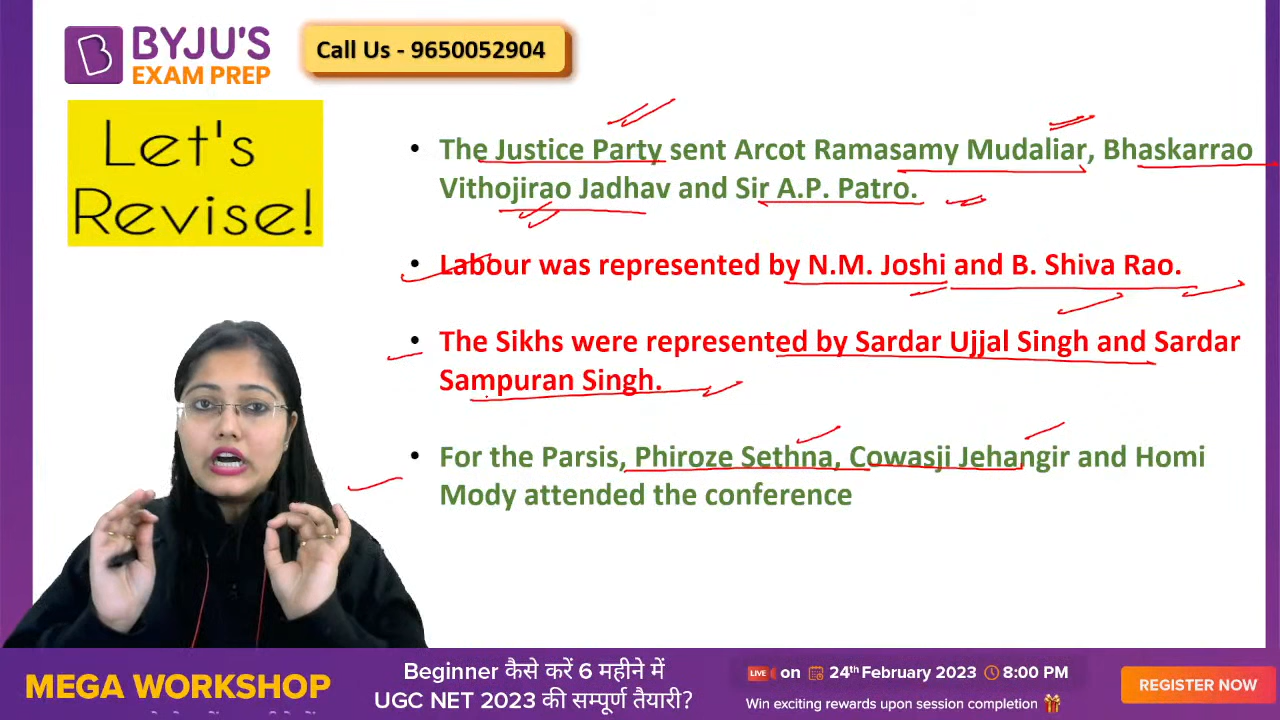 BYJU'S
EXAM PREP
Call Us - 9650052904
Let's
Revise!
• The Justice Party sent Arcot Ramasamy Mudaliar, Bhaskarrao
Vithojirao Jadhav and Sir A.P. Patro.
• Labour was represented by N.M. Joshi and B. Shiva Rao.
• The Sikhs were represented by Sardar Ujjal Singh and Sardar
Sampuran Singh.
• For the Parsis, Phiroze Sethna, Cowasji Jehangir and Homi
Mody attended the conference
MEGA WORKSHOP
Beginner कैसे करें 6 महीने में
UGC NET 2023 की सम्पूर्ण तैयारी?
LIVE on 24th February 2023 8:00 PM
Win exciting rewards upon session completion
REGISTER NOW